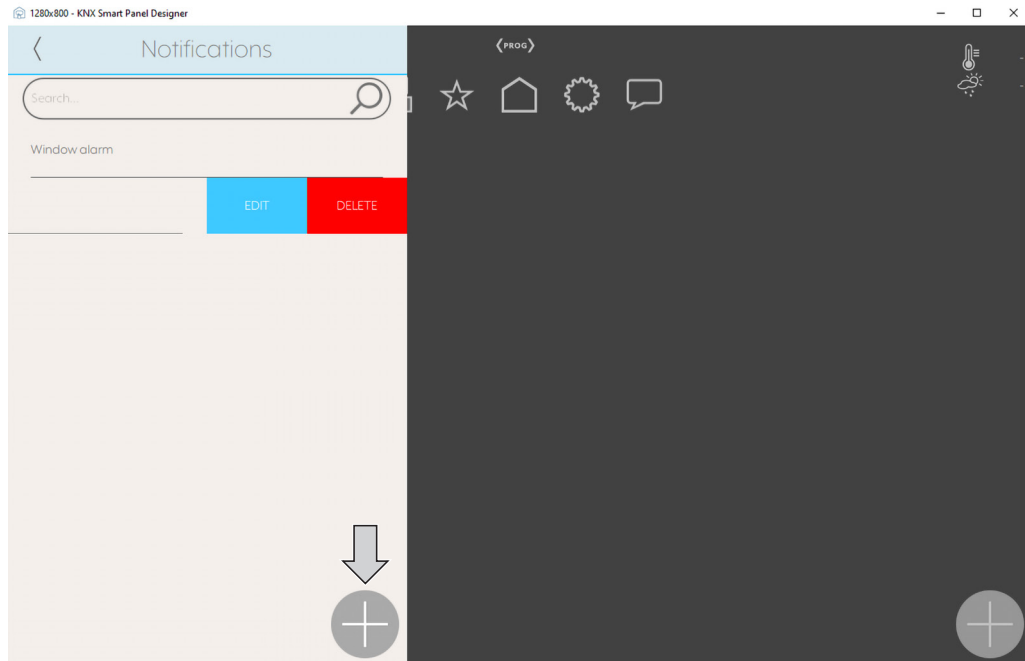 1280x800 - KNX Smart Panel Designer
Notifications
PROG
Search...
Window alarm
EDIT DELETE